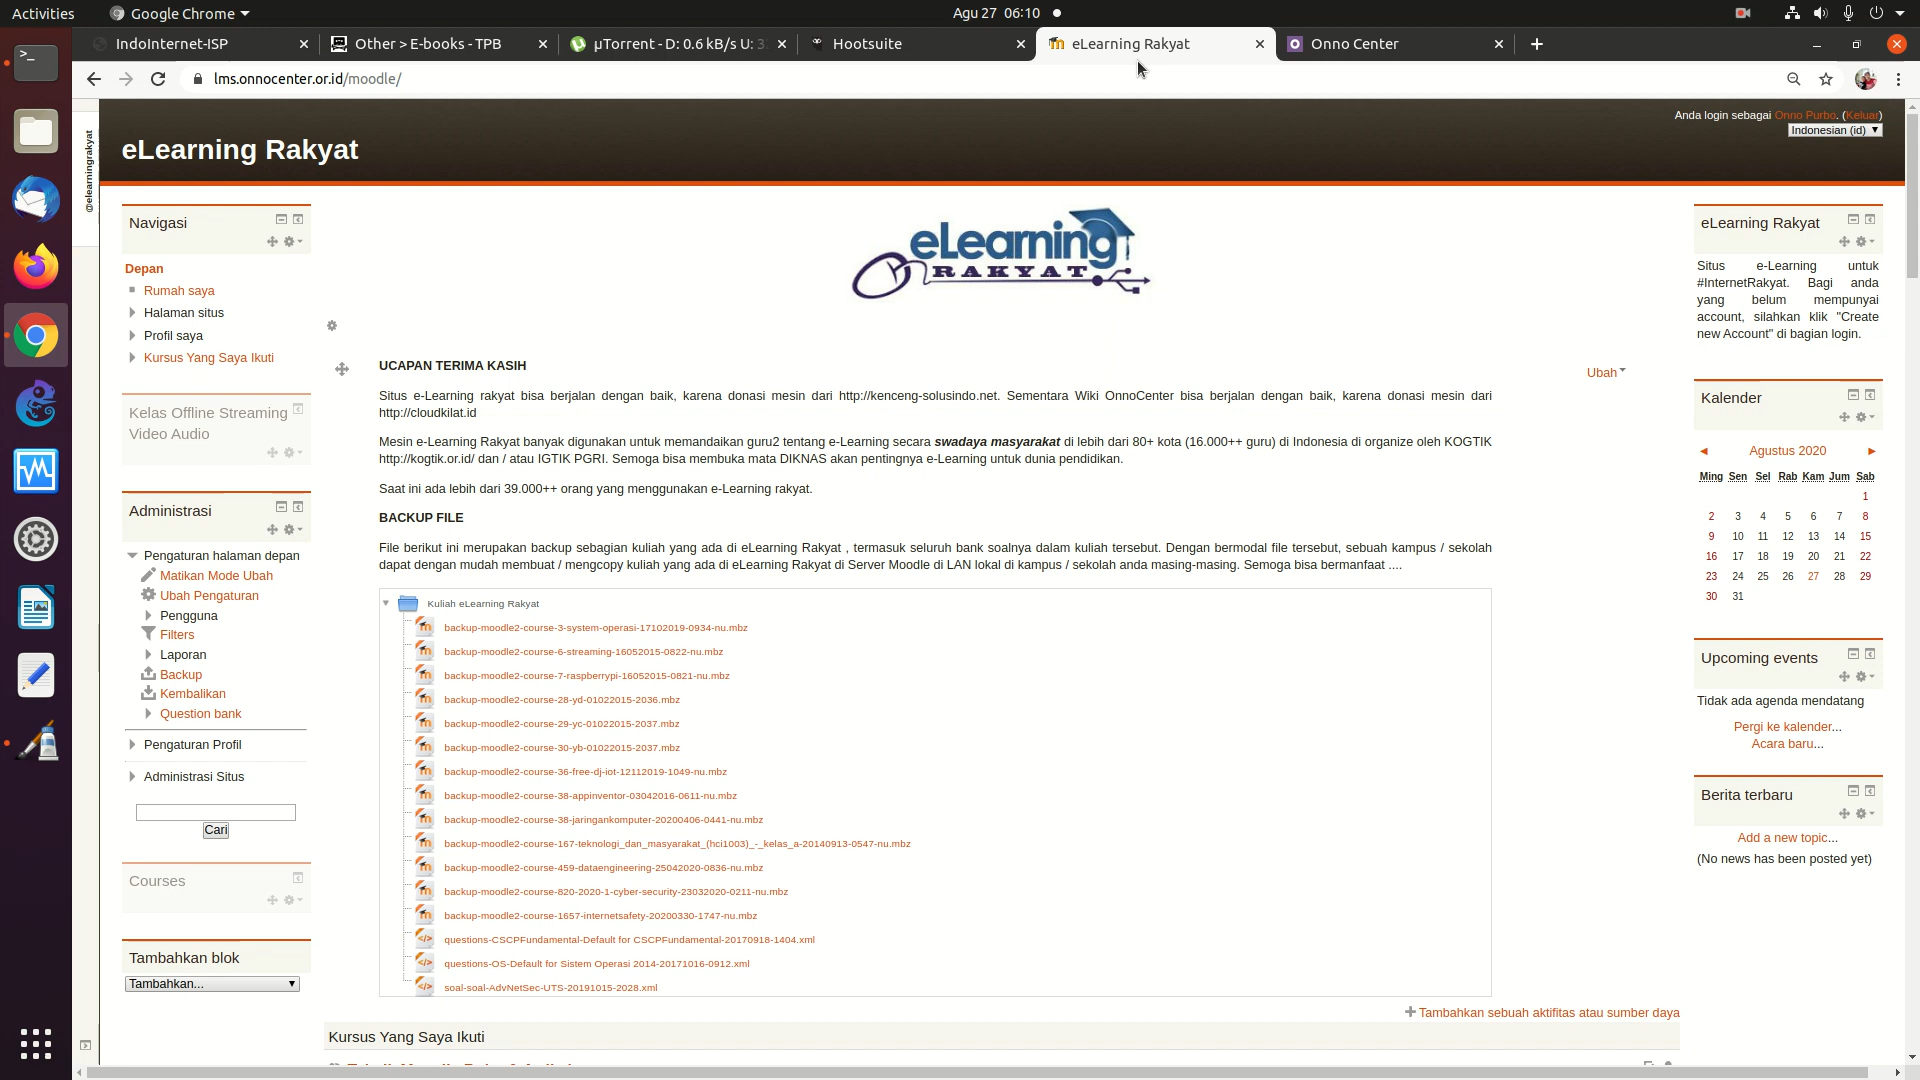 Activities
Google Chrome
Agu 27 06:10
IndoInternet-ISP
Other > E-books - TPB
µTorrent - D: 0.6 kB/s U: 3
Hootsuite
eLearning Rakyat
Onno Center
lms.onnocenter.or.id/moodle/
@elearningrakyat
eLearning Rakyat
Anda login sebagai Onno Purbo. (Keluar)
Indonesian (id)
Navigasi
Depan
Rumah saya
Halaman situs
Profil saya
Kursus Yang Saya Ikuti
Kelas Offline Streaming
Video Audio
Administrasi
Pengaturan halaman depan
Matikan Mode Ubah
Ubah Pengaturan
Pengguna
Filters
Laporan
Backup
Kembalikan
Question bank
Pengaturan Profil
Administrasi Situs
Cari
Courses
Tambahkan blok
Tambahkan...
eLearning
RAKYAT
UCAPAN TERIMA KASIH
Ubah
Situs e-Learning rakyat bisa berjalan dengan baik, karena donasi mesin dari http://kenceng-solusindo.net. Sementara Wiki OnnoCenter bisa berjalan dengan baik, karena donasi mesin dari
http://cloudkilat.id
Mesin e-Learning Rakyat banyak digunakan untuk memandaikan guru2 tentang e-Learning secara swadaya masyarakat di lebih dari 80+ kota (16.000++ guru) di Indonesia di organize oleh KOGTIK
http://kogtik.or.id/ dan / atau IGTIK PGRI. Semoga bisa membuka mata DIKNAS akan pentingnya e-Learning untuk dunia pendidikan.
Saat ini ada lebih dari 39.000++ orang yang menggunakan e-Learning rakyat.
BACKUP FILE
File berikut ini merupakan backup sebagian kuliah yang ada di eLearning Rakyat , termasuk seluruh bank soalnya dalam kuliah tersebut. Dengan bermodal file tersebut, sebuah kampus / sekolah
dapat dengan mudah membuat / mengcopy kuliah yang ada di eLearning Rakyat di Server Moodle di LAN lokal di kampus / sekolah anda masing-masing. Semoga bisa bermanfaat ....
Kuliah eLearning Rakyat
backup-moodle2-course-3-system-operasi-17102019-0934-nu.mbz
backup-moodle2-course-6-streaming-16052015-0822-nu.mbz
backup-moodle2-course-7-raspberrypi-16052015-0821-nu.mbz
backup-moodle2-course-28-yd-01022015-2036.mbz
backup-moodle2-course-29-yc-01022015-2037.mbz
backup-moodle2-course-30-yb-01022015-2037.mbz
backup-moodle2-course-36-free-dj-iot-12112019-1049-nu.mbz
backup-moodle2-course-38-appinventor-03042016-0611-nu.mbz
backup-moodle2-course-38-jaringankomputer-20200406-0441-nu.mbz
backup-moodle2-course-167-teknologi_dan_masyarakat_(hci1003)_-_kelas_a-20140913-0547-nu.mbz
backup-moodle2-course-459-dataengineering-25042020-0836-nu.mbz
backup-moodle2-course-820-2020-1-cyber-security-23032020-0211-nu.mbz
backup-moodle2-course-1657-internetsafety-20200330-1747-nu.mbz
questions-CSCPFundamental-Default for CSCPFundamental-20170918-1404.xml
questions-OS-Default for Sistem Operasi 2014-20171016-0912.xml
soal-soal-AdvNetSec-UTS-20191015-2028.xml
Tambahkan sebuah aktifitas atau sumber daya
Kursus Yang Saya Ikuti
eLearning Rakyat
Situs e-Learning untuk
#InternetRakyat. Bagi anda
yang belum mempunyai
account, silahkan klik "Create
new Account" di bagian login.
Kalender
Agustus 2020
Ming Sen Sel Rab Kam Jum Sab
1
2 3 4 5 6 7 8
9 10 11 12 13 14 15
16 17 18 19 20 21 22
23 24 25 26 27 28 29
30 31
Upcoming events
Tidak ada agenda mendatang
Pergi ke kalender...
Acara baru...
Berita terbaru
Add a new topic...
(No news has been posted yet)